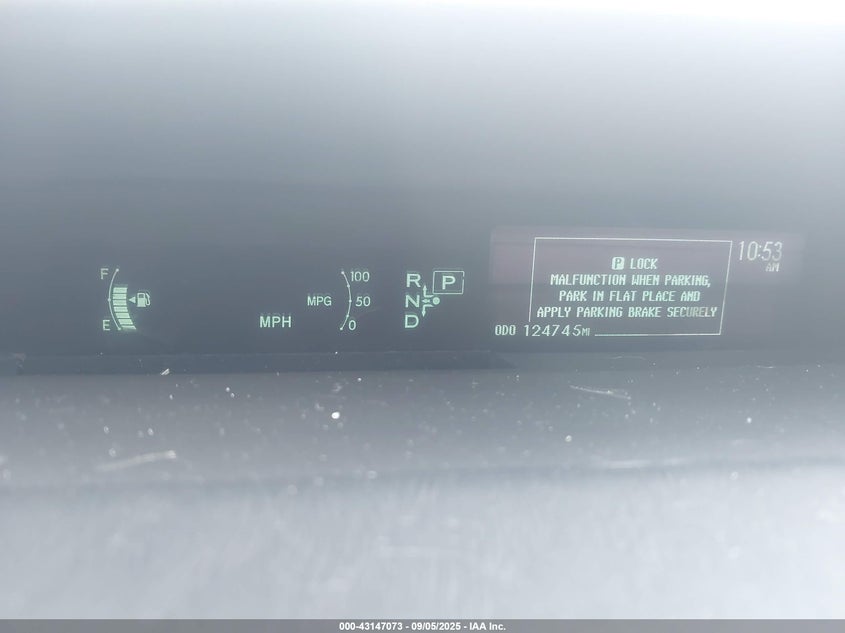 F
E
MPH
MPG
100
50
0
R
N
D
P
P LOCK
MALFUNCTION WHEN PARKING,
PARK IN FLAT PLACE AND
APPLY PARKING BRAKE SECURELY
10:53
AM
ODO 124745MI
000-43147073 - 09/05/2025 - IAA Inc.